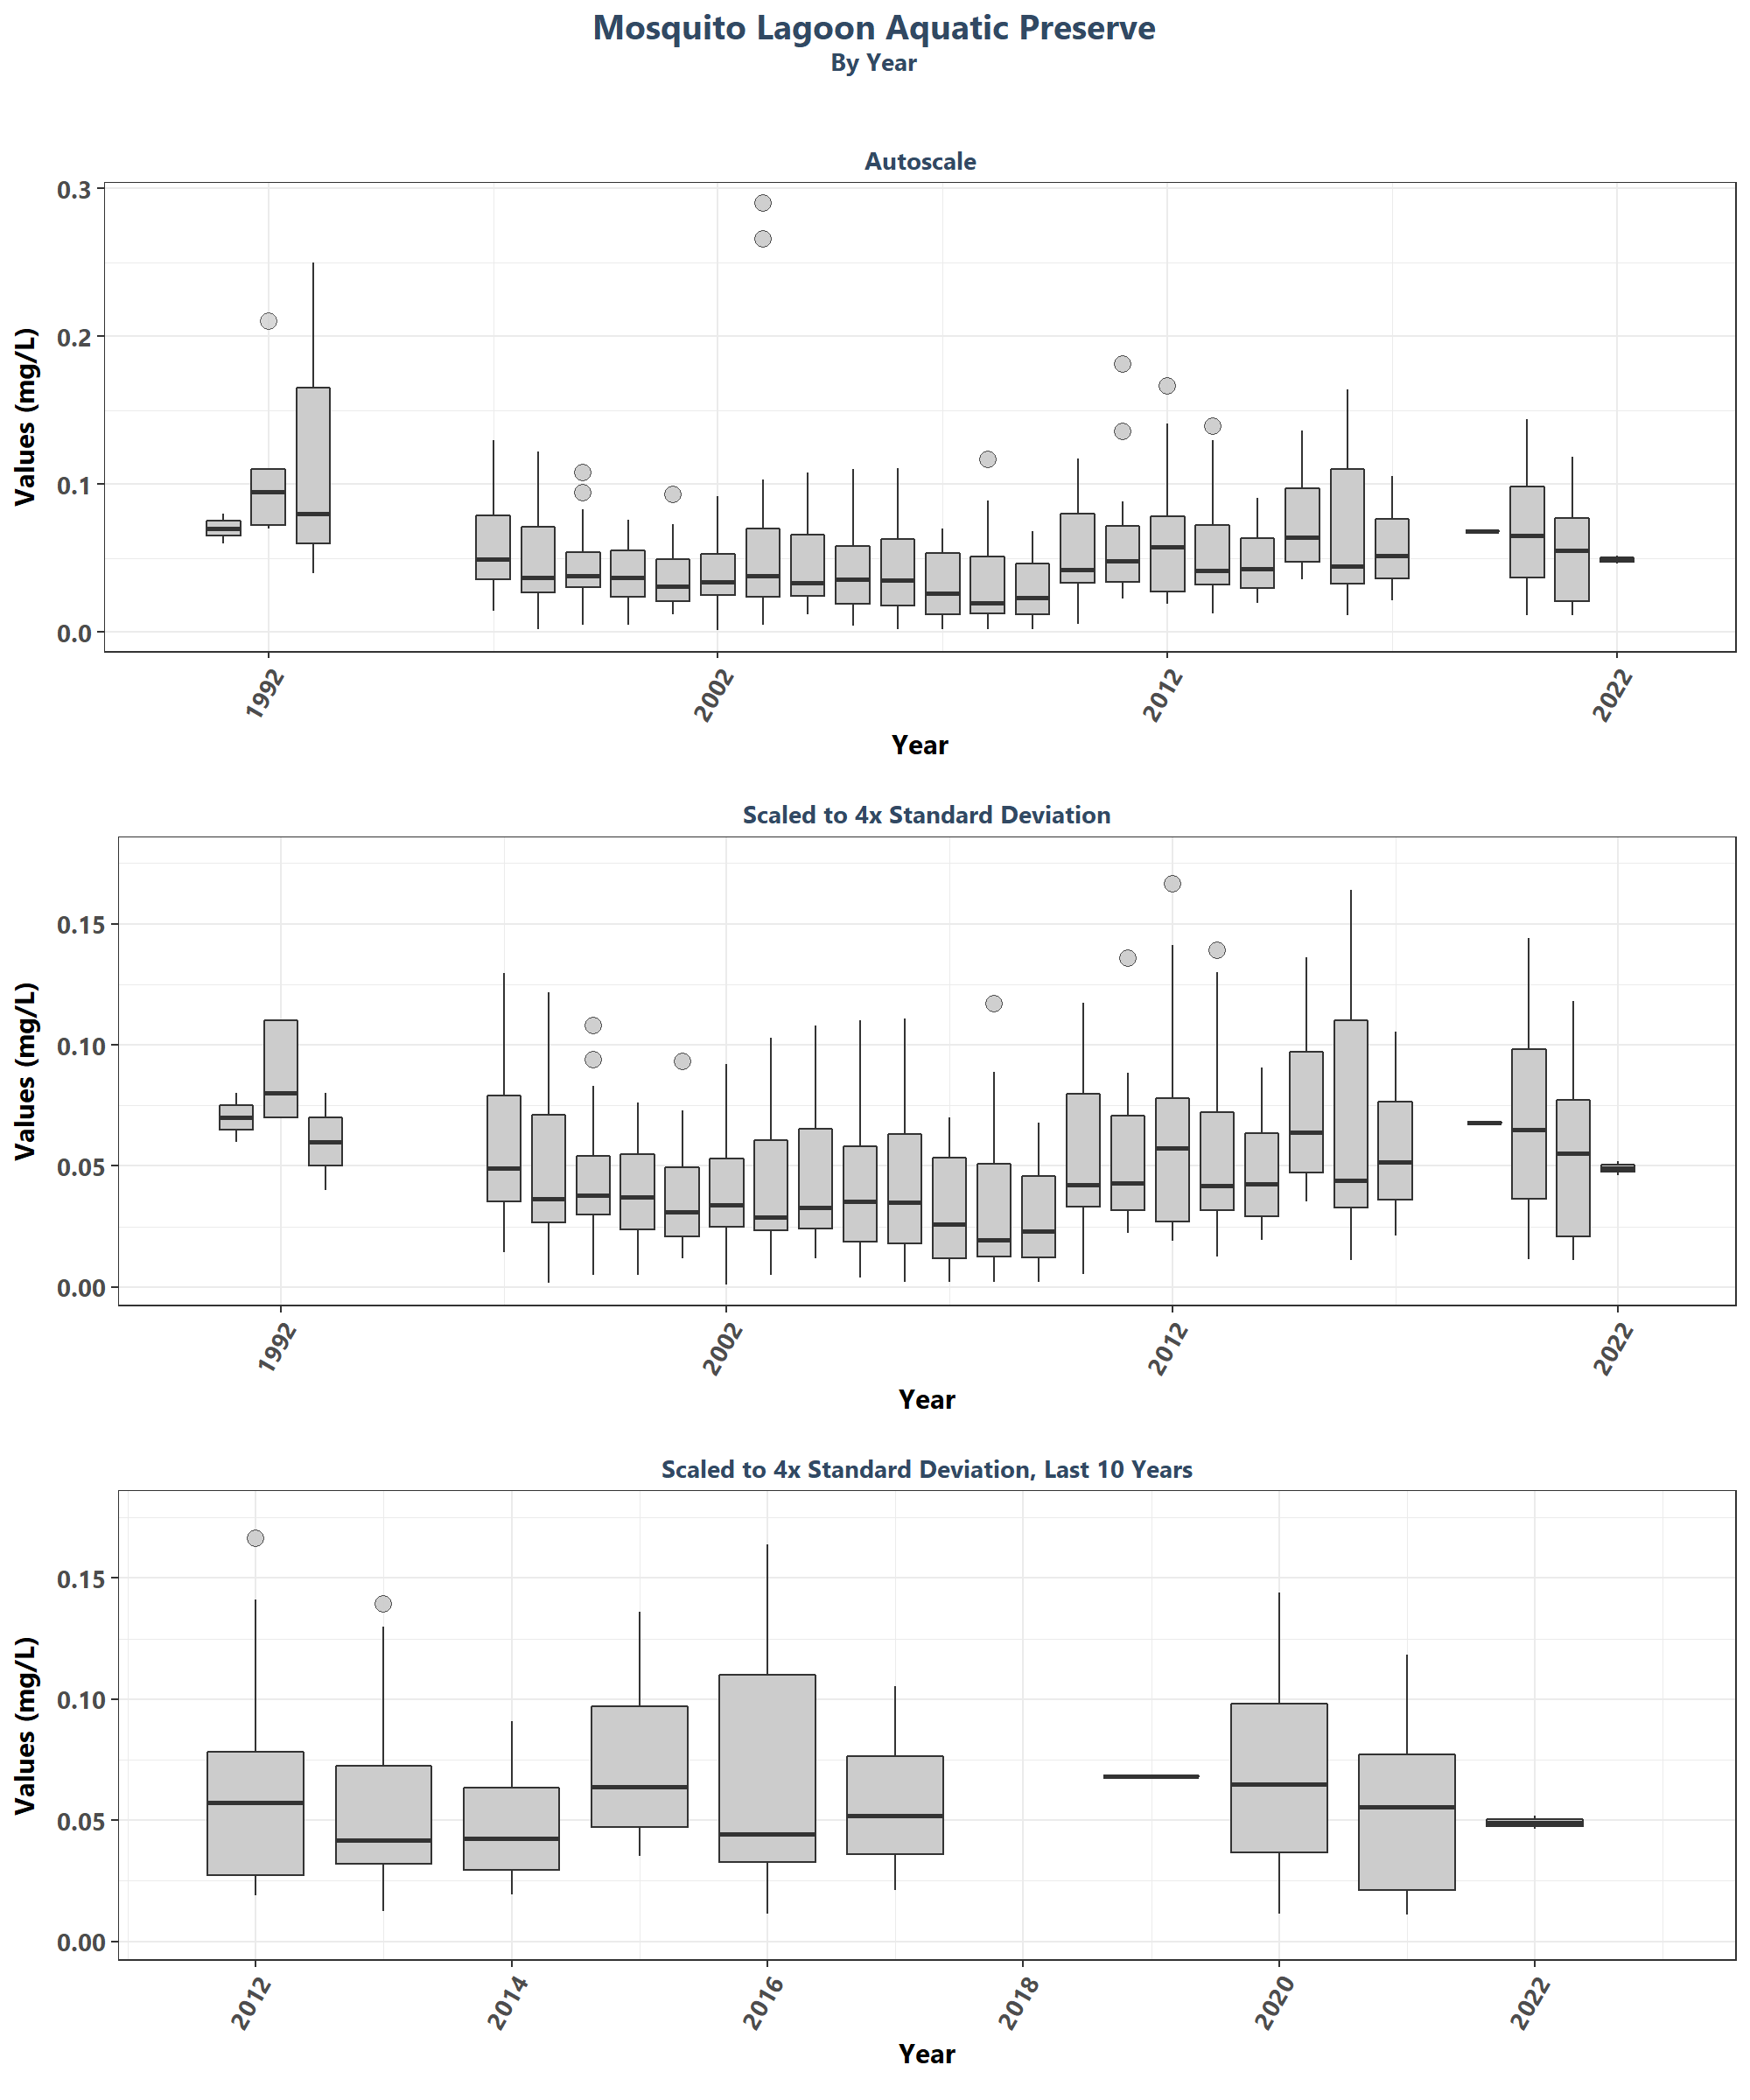 Mosquito Lagoon Aquatic Preserve
By Year
Autoscale
Values (mg/L)
0.3
0.2
0.1
0.0
1992
2002
2012
2022
Year
Scaled to 4x Standard Deviation
Values (mg/L)
0.15
0.10
0.05
0.00
1992
2002
2012
2022
Year
Scaled to 4x Standard Deviation, Last 10 Years
Values (mg/L)
0.15
0.10
0.05
0.00
2012
2014
2016
2018
2020
2022
Year